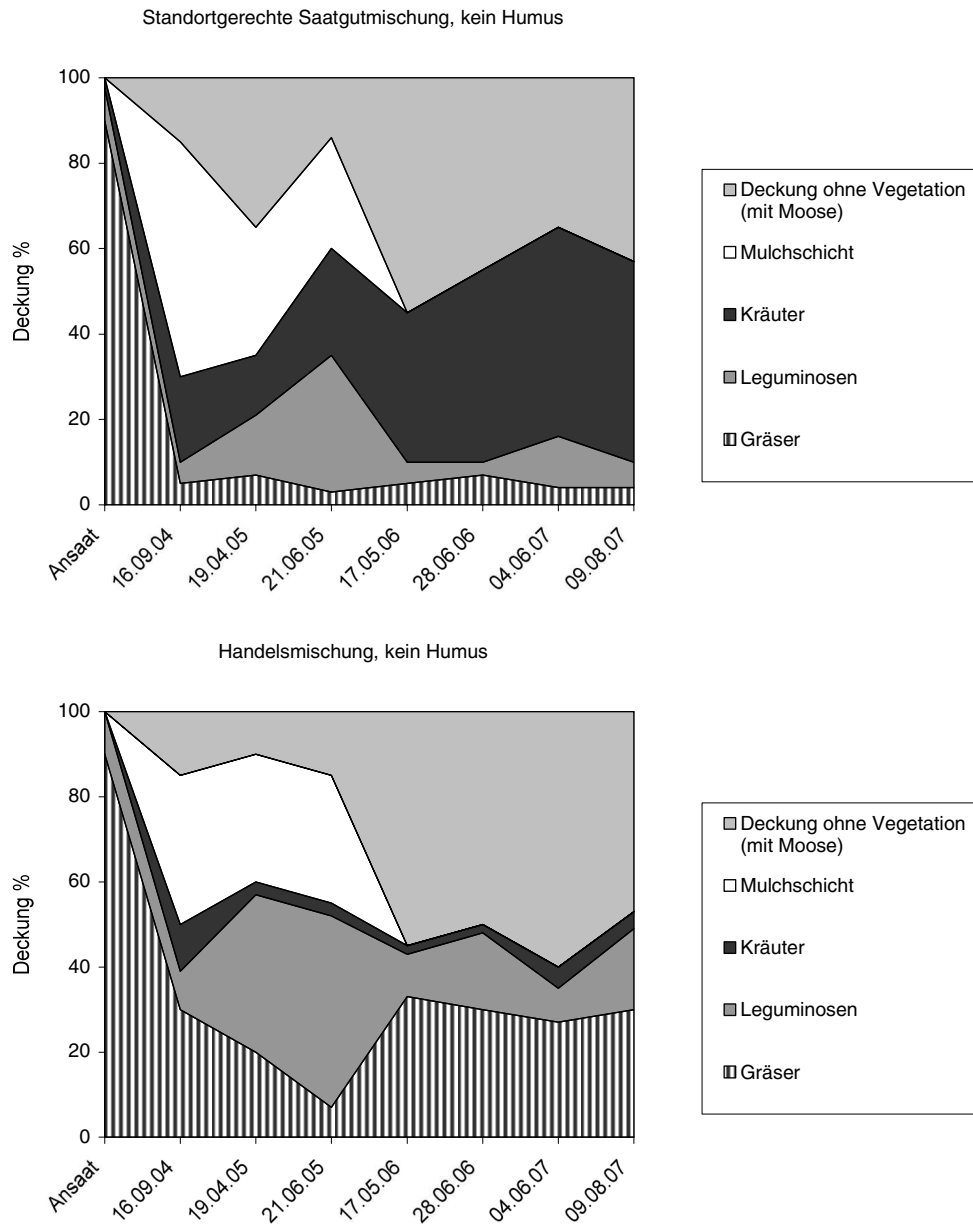 Standortgerechte Saatgutmischung, kein Humus
Deckung %
100
80
60
40
20
0
Ansaat
16.09.04
19.04.05
21.06.05
17.05.06
28.06.06
04.06.07
09.08.07
Deckung ohne Vegetation
(mit Moose)
Mulchschicht
Kräuter
Leguminosen
Gräser
Handelsmischung, kein Humus
Deckung %
100
80
60
40
20
0
Ansaat
16.09.04
19.04.05
21.06.05
17.05.06
28.06.06
04.06.07
09.08.07
Deckung ohne Vegetation
(mit Moose)
Mulchschicht
Kräuter
Leguminosen
Gräser